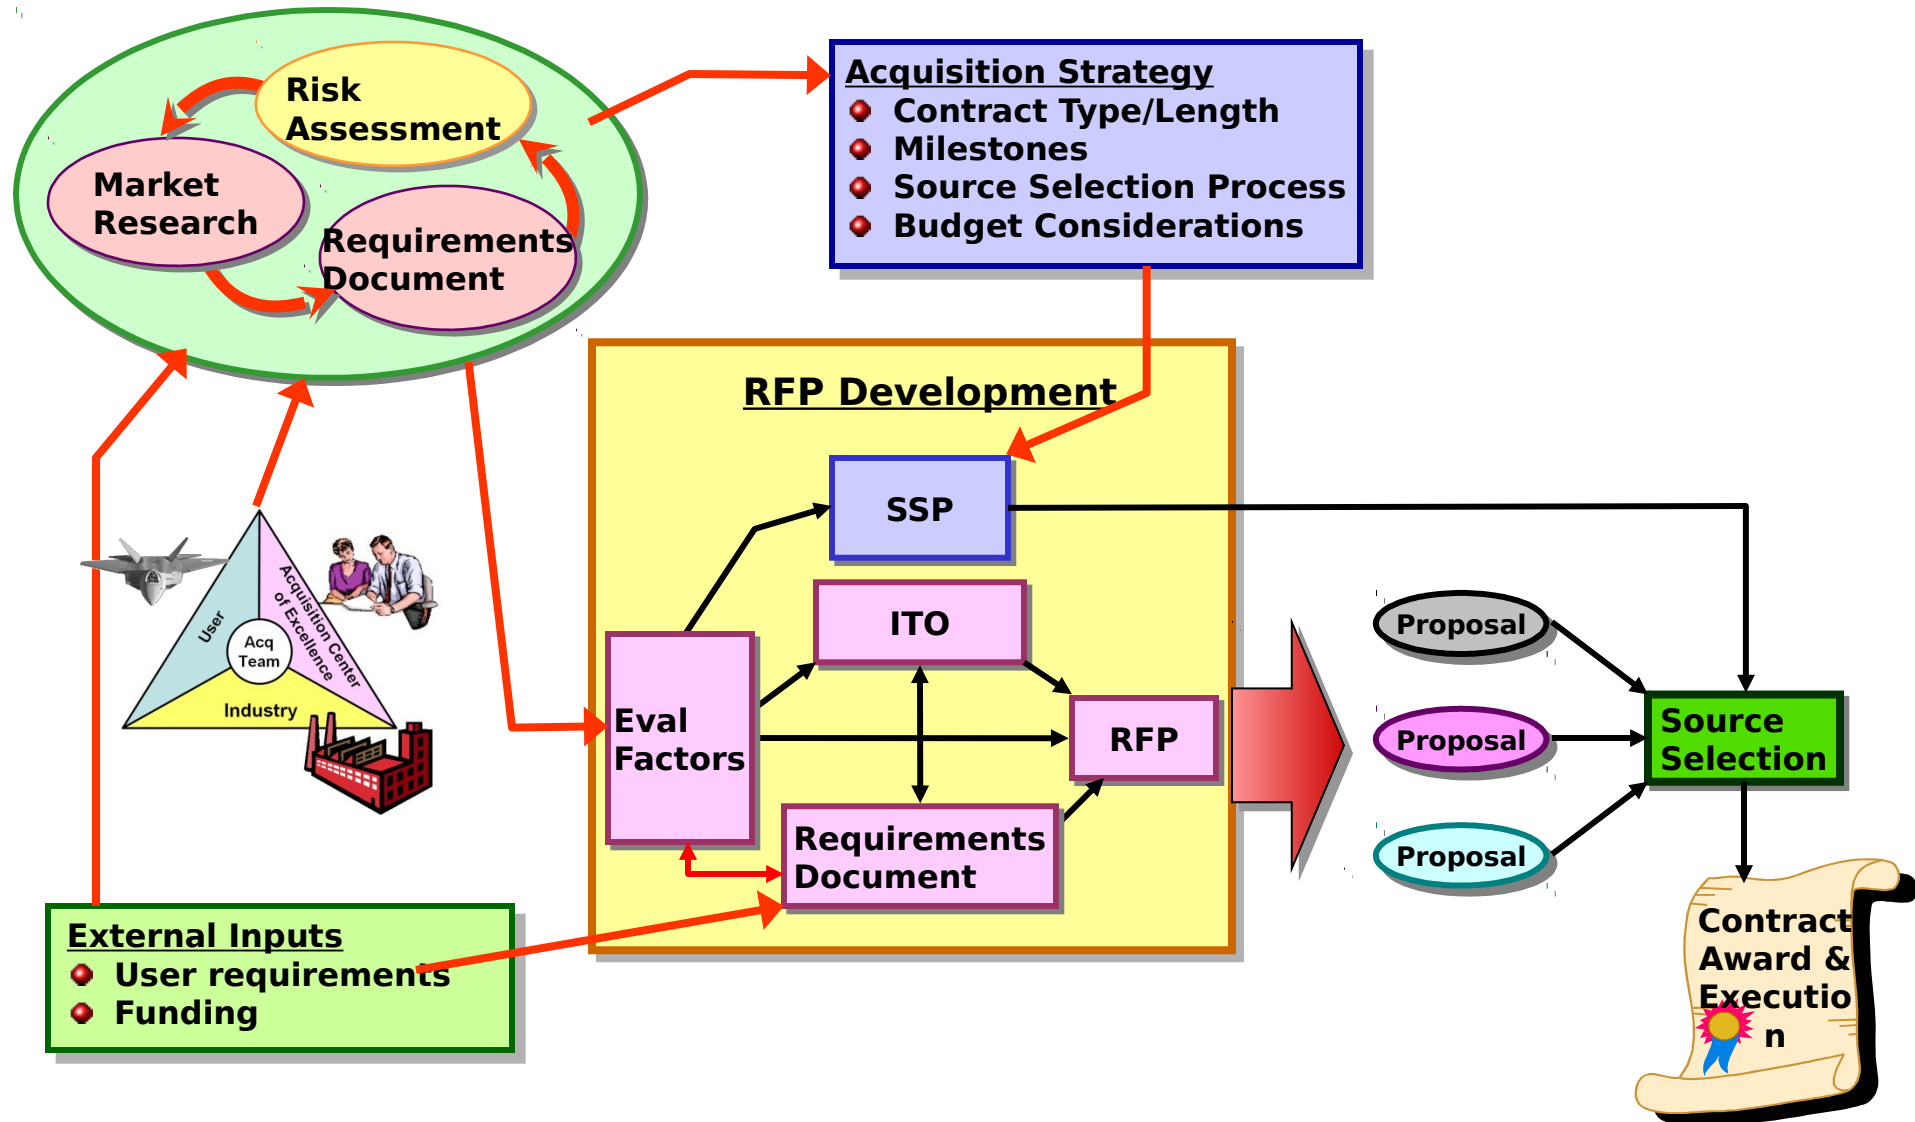 Risk
Assessment
Market
Research
Requirements
Document
Acquisition Strategy
Contract Type/Length
Milestones
Source Selection Process
Budget Considerations
RFP Development
SSP
ITO
Eval
Factors
RFP
Requirements
Document
User
Acquisition Center
of Excellence
Acq
Team
Industry
External Inputs
User requirements
Funding
Proposal
Proposal
Proposal
Source
Selection
Contract
Award &
Executio
n